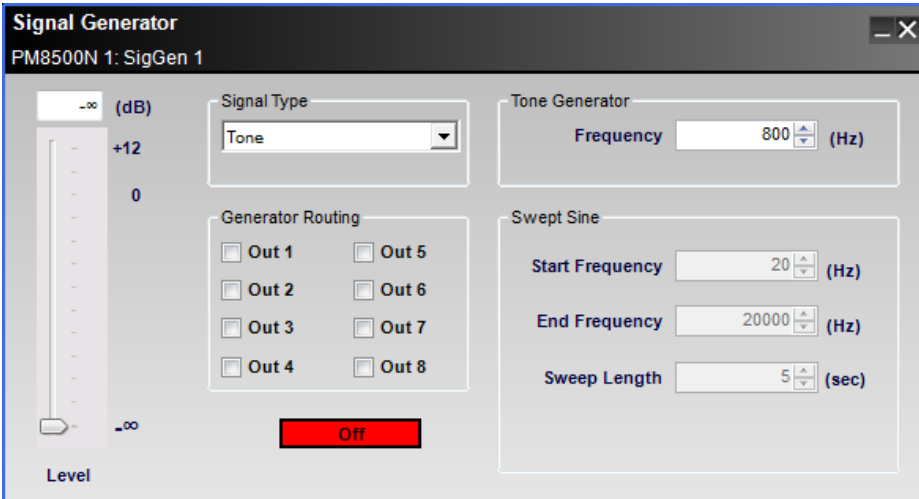 Signal Generator
PM8500N 1: SigGen 1
-∞ (dB)
+12
0
-∞
Level
Signal Type
Tone
Generator Routing
Out 1 Out 5
Out 2 Out 6
Out 3 Out 7
Out 4 Out 8
Off
Tone Generator
Frequency 800 (Hz)
Swept Sine
Start Frequency 20 (Hz)
End Frequency 20000 (Hz)
Sweep Length 5 (sec)